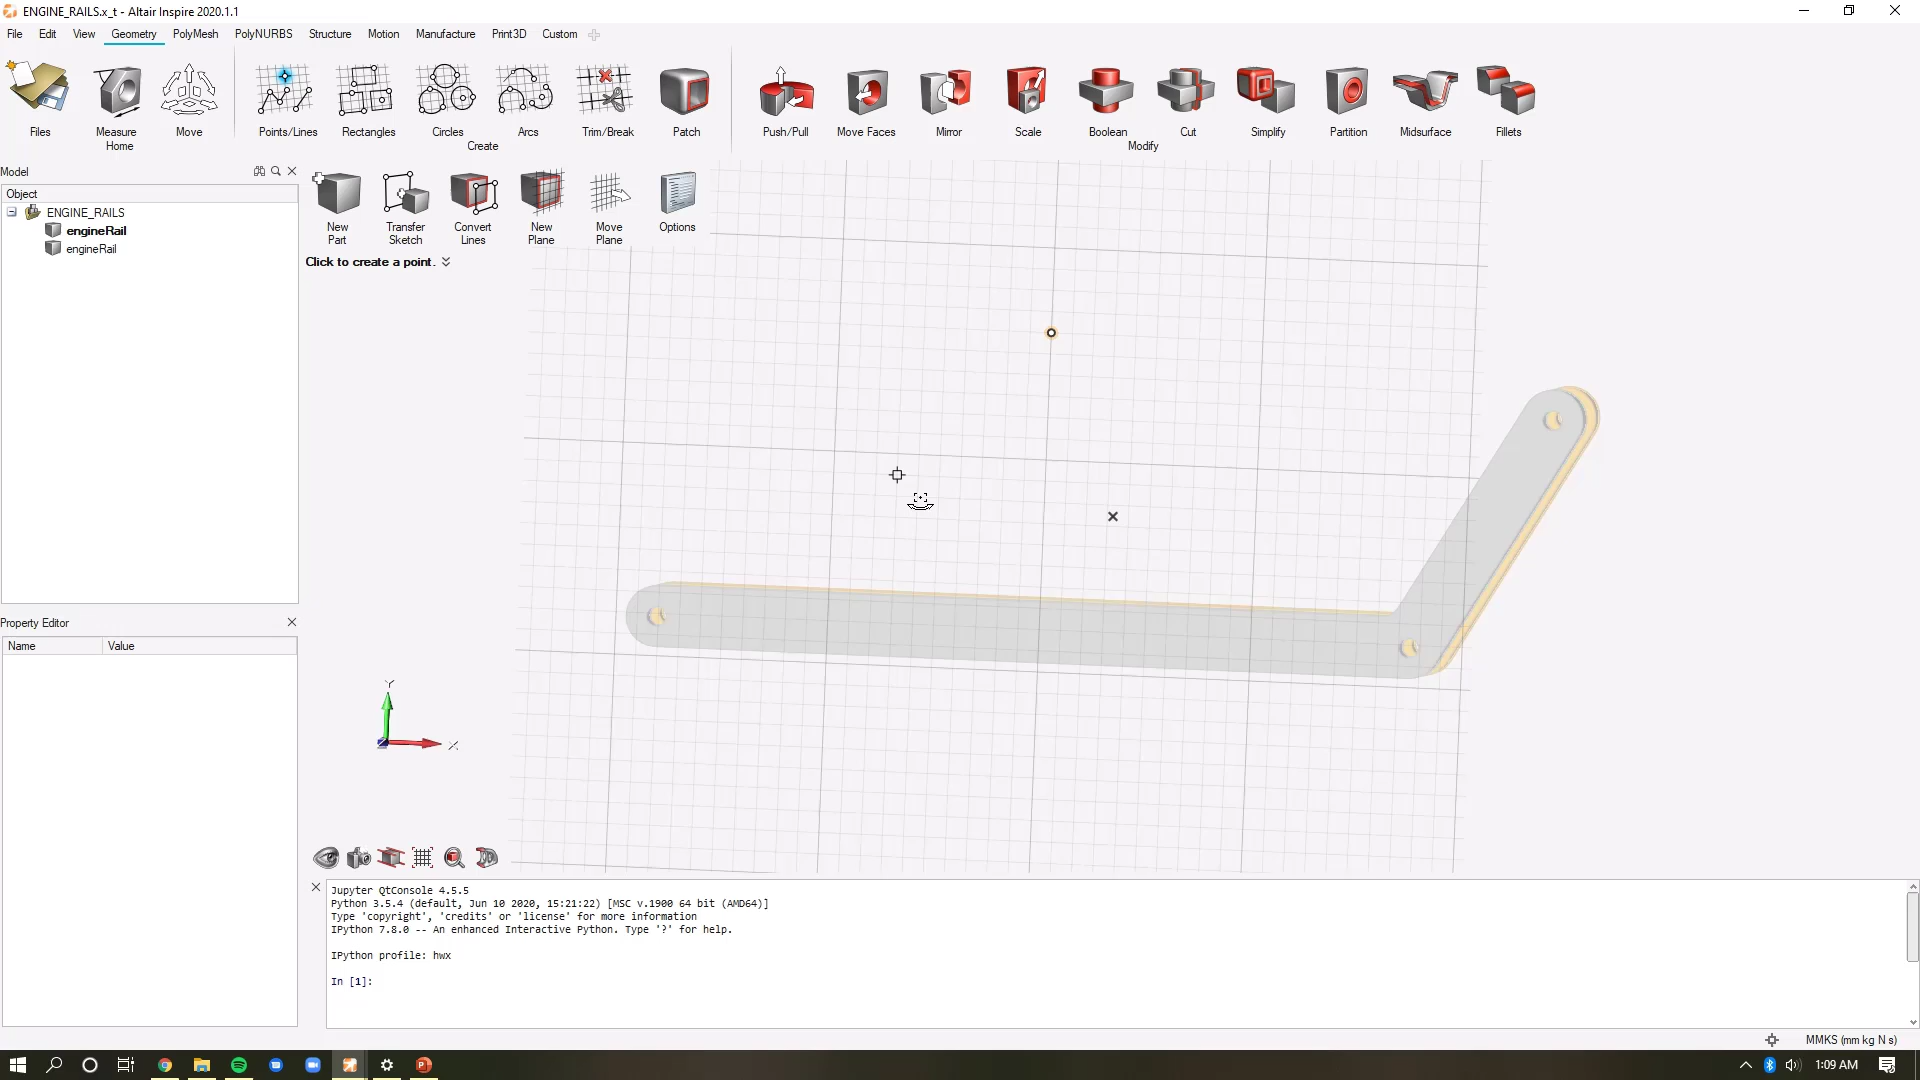 ENGINE_RAILS.x_t - Altair Inspire 2020.1.1
File Edit View Geometry PolyMesh PolyNURBS Structure Motion Manufacture Print3D Custom
Files Measure Move Points/Lines Rectangles Circles Arcs Trim/Break Patch Push/Pull Move Faces Mirror Scale Boolean Cut Simplify Partition Midsurface Fillets
Home Create Modify
Model
Object
ENGINE_RAILS
engineRail
engineRail
New Part
Transfer Sketch
Convert Lines
New Plane
Move Plane
Options
Click to create a point.
Property Editor
Name Value
Y
X
Jupyter QtConsole 4.5.5
Python 3.5.4 (default, Jun 10 2020, 15:21:22) [MSC v.1900 64 bit (AMD64)]
Type 'copyright', 'credits' or 'license' for more information
IPython 7.8.0 -- An enhanced Interactive Python. Type '?' for help.
IPython profile: hwx
In [1]:
MMKS (mm kg N s)
1:09 AM